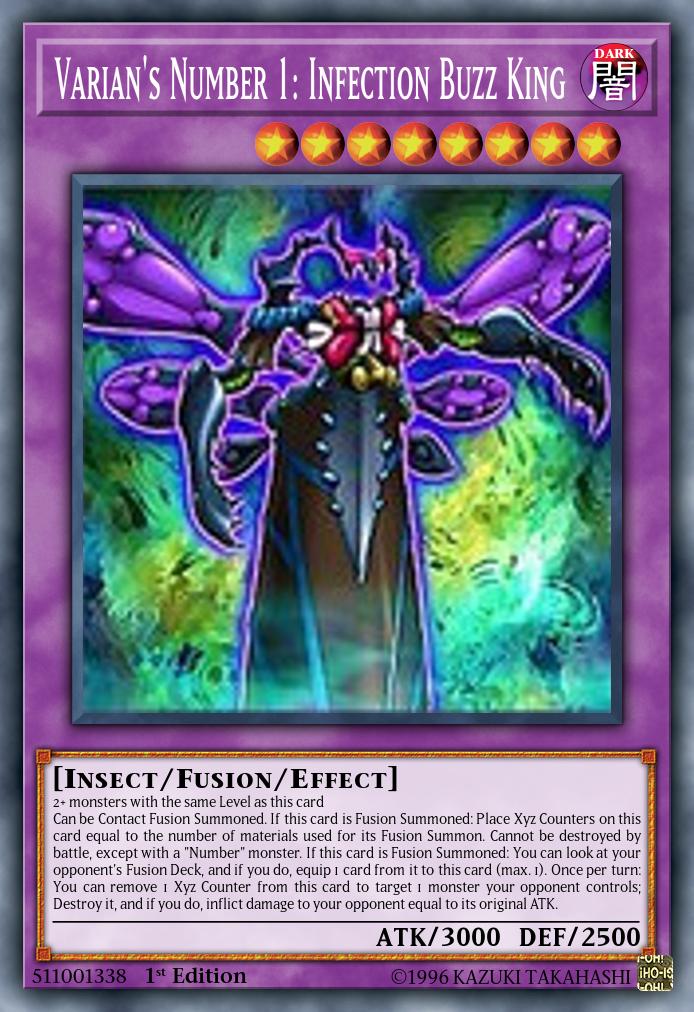 VARIAN'S NUMBER 1: INFECTION BUZZ KING
DARK
闇
[INSECT/FUSION/EFFECT]
2+ monsters with the same Level as this card
Can be Contact Fusion Summoned. If this card is Fusion Summoned: Place Xyz Counters on this
card equal to the number of materials used for its Fusion Summon. Cannot be destroyed by
battle, except with a "Number" monster. If this card is Fusion Summoned: You can look at your
opponent's Fusion Deck, and if you do, equip 1 card from it to this card (max. 1). Once per turn:
You can remove 1 Xyz Counter from this card to target 1 monster your opponent controls;
Destroy it, and if you do, inflict damage to your opponent equal to its original ATK.
ATK/3000 DEF/2500
511001338 1st Edition ©1996 KAZUKI TAKAHASHI